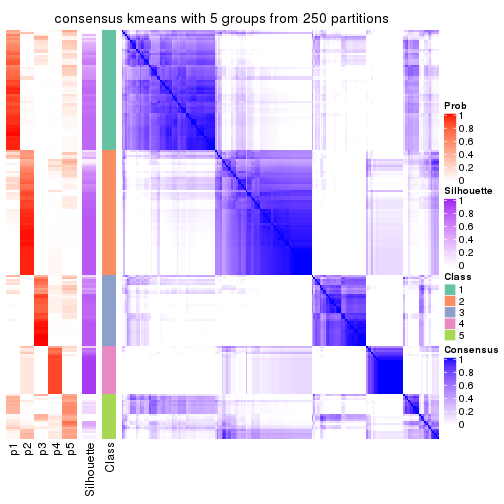 consensus kmeans with 5 groups from 250 partitions
Prob
1
0.8
0.6
0.4
0.2
0
Silhouette
1
0.8
0.6
0.4
0.2
0
Class
1
2
3
4
5
Consensus
1
0.8
0.6
0.4
0.2
0
p1
p2
p3
p4
p5
Silhouette
Class